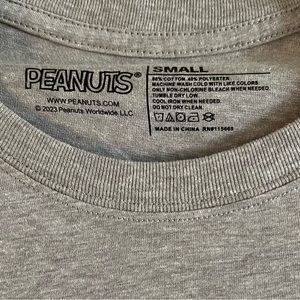 PEANUTS®
WWW.PEANUTS.COM
© 2023 Peanuts Worldwide LLC
SMALL
60% COTTON, 40% POLYESTER
MACHINE WASH COLD WITH LIKE COLORS
ONLY NON-CHLORINE BLEACH WHEN NEEDED.
TUMBLE DRY LOW.
COOL IRON WHEN NEEDED.
DO NOT DRY CLEAN.
MADE IN CHINA